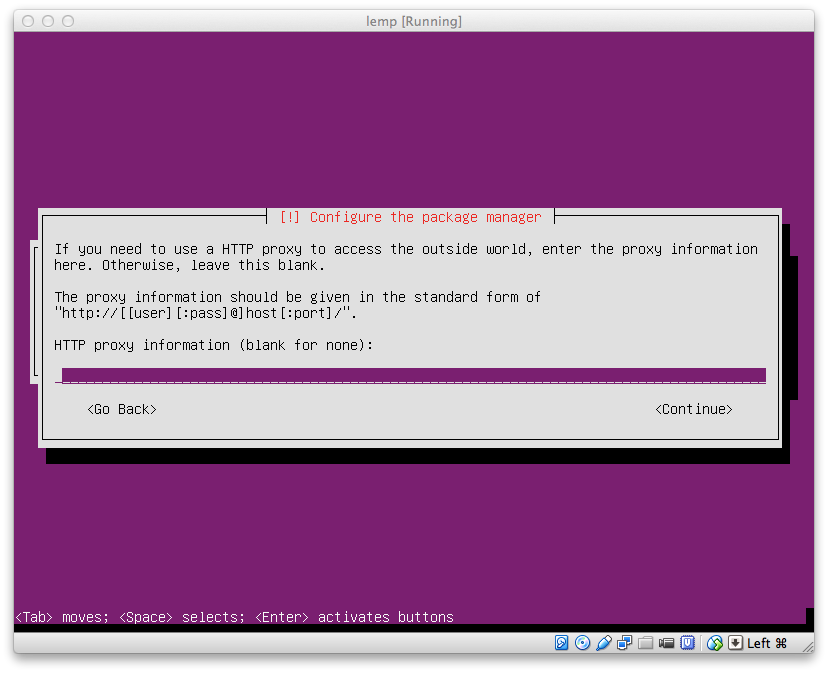 lemp [Running]
[!] Configure the package manager
If you need to use a HTTP proxy to access the outside world, enter the proxy information
here. Otherwise, leave this blank.
The proxy information should be given in the standard form of
"http://[[user][:pass]@]host[:port]/".
HTTP proxy information (blank for none):
<Go Back> <Continue>
<Tab> moves; <Space> selects; <Enter> activates buttons
Left ⌘